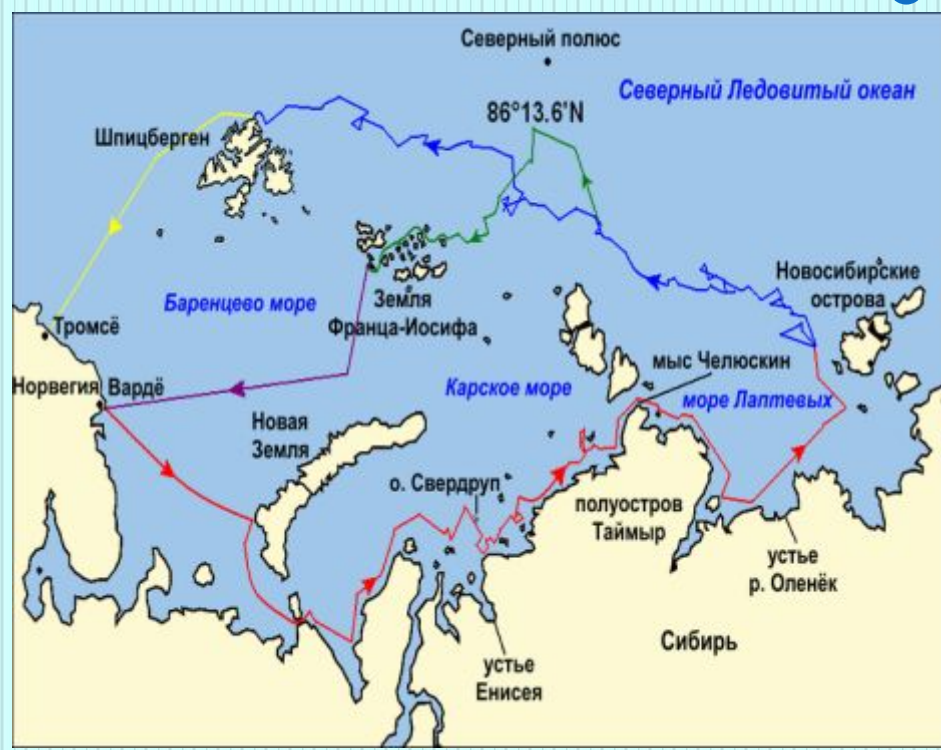 Северный полюс
Северный Ледовитый океан
86°13.6'N
Шпицберген
Новосибирские
острова
Баренцево море
Земля
Франца-Иосифа
Тромсё
мыс Челюскин
Норвегия Вардё
Карское море
море Лаптевых
Новая
Земля
о. Свердруп
полуостров
Таймыр
устье
р. Оленёк
Сибирь
устье
Енисея